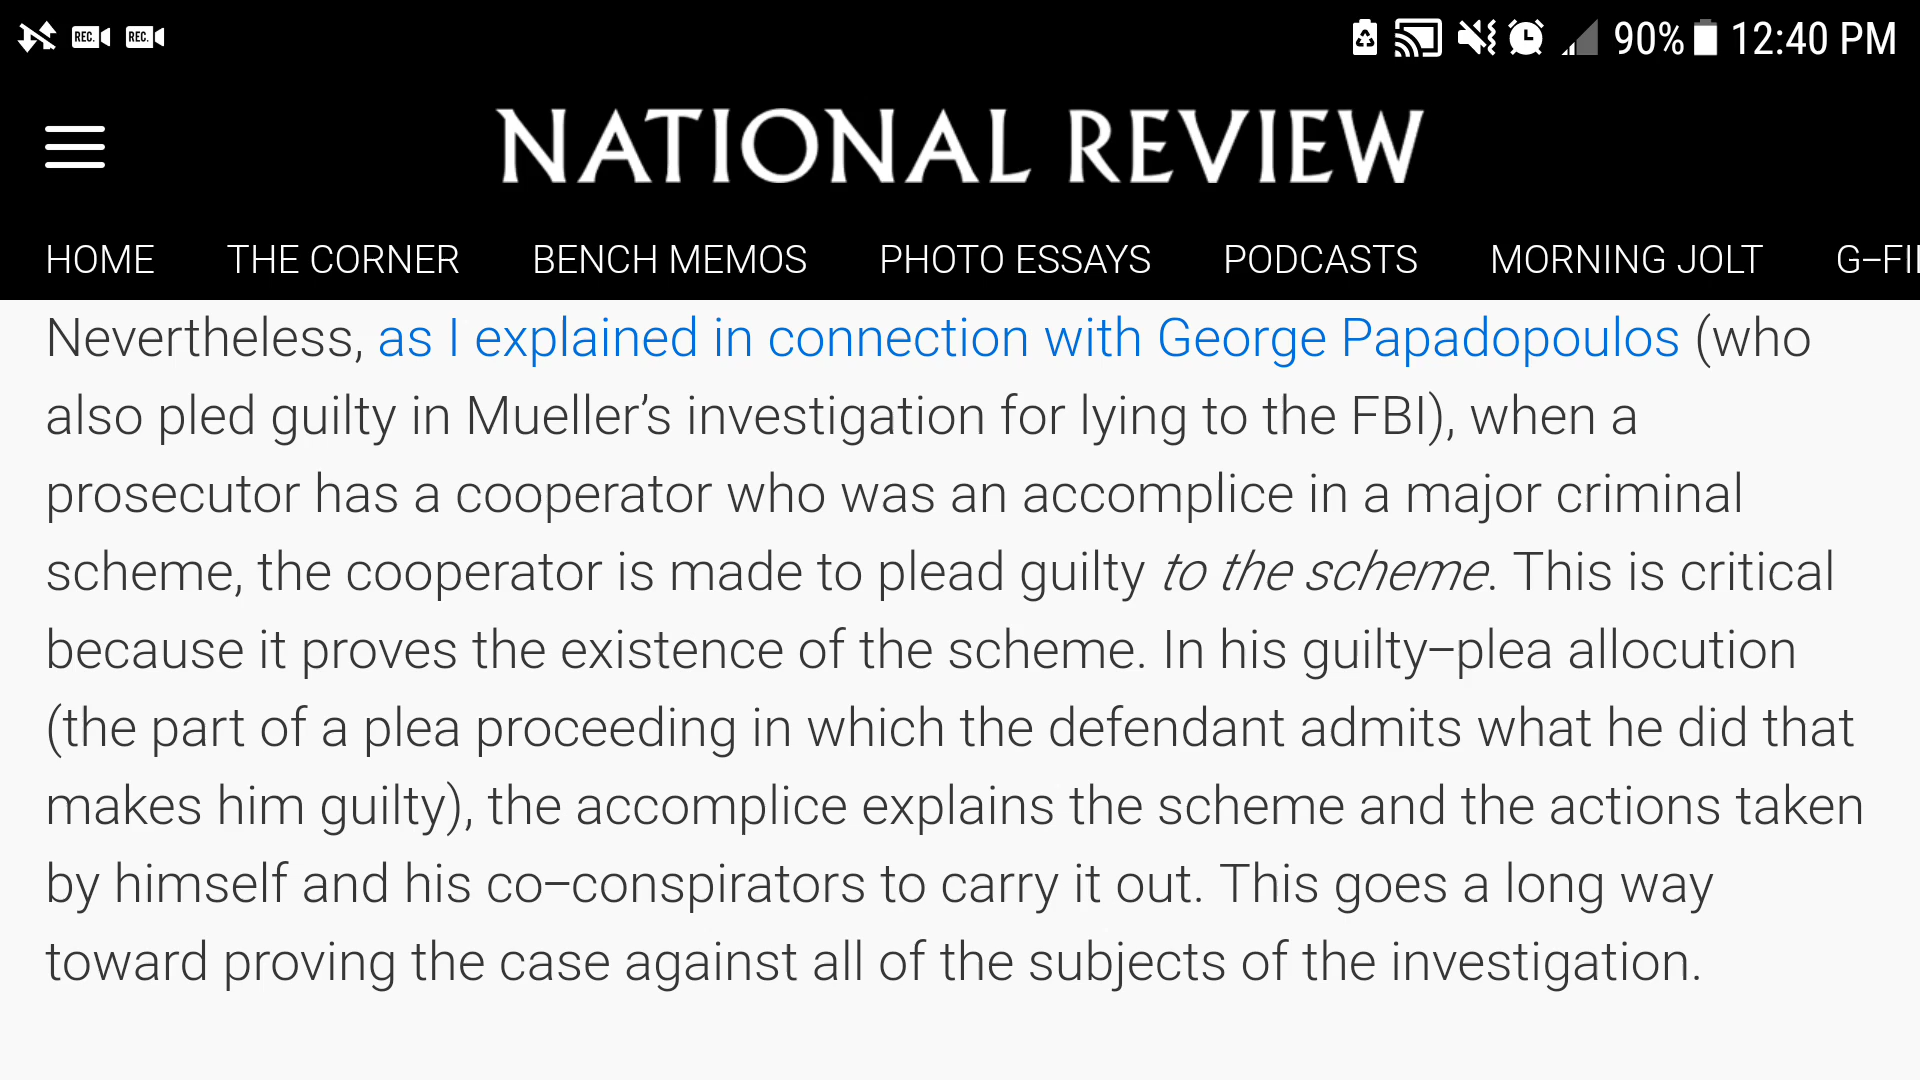 REC. REC. 90% 12:40 PM
NATIONAL REVIEW
HOME THE CORNER BENCH MEMOS PHOTO ESSAYS PODCASTS MORNING JOLT G-FI
Nevertheless, as I explained in connection with George Papadopoulos (who
also pled guilty in Mueller’s investigation for lying to the FBI), when a
prosecutor has a cooperator who was an accomplice in a major criminal
scheme, the cooperator is made to plead guilty to the scheme. This is critical
because it proves the existence of the scheme. In his guilty-plea allocution
(the part of a plea proceeding in which the defendant admits what he did that
makes him guilty), the accomplice explains the scheme and the actions taken
by himself and his co-conspirators to carry it out. This goes a long way
toward proving the case against all of the subjects of the investigation.